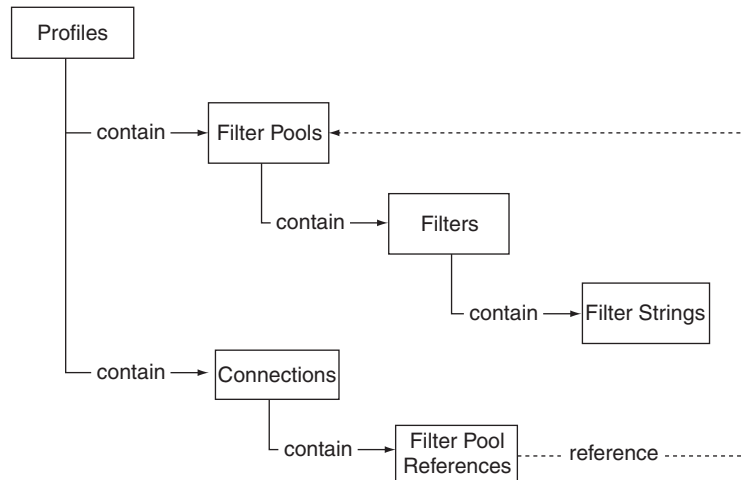 Profiles
contain
Filter Pools
contain
Filters
contain
Filter Strings
contain
Connections
contain
Filter Pool
References
reference